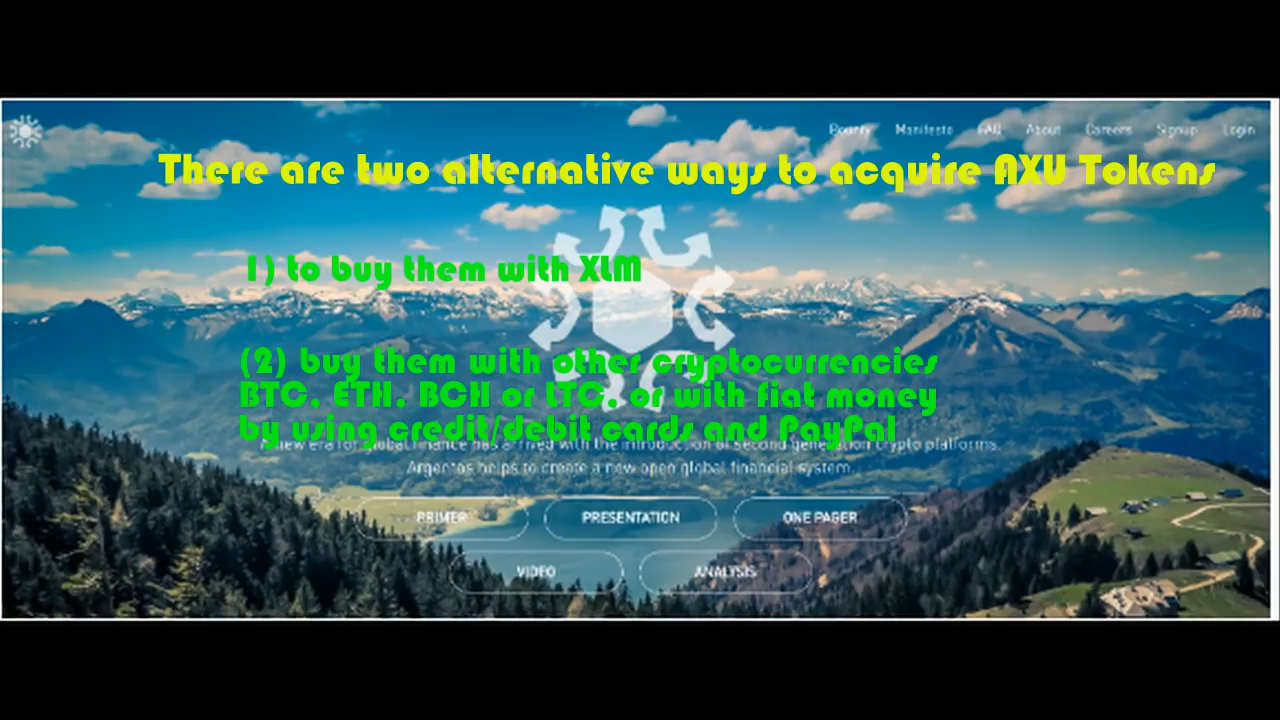 Bounty Manifesto FAQ About Careers Signup Login
There are two alternative ways to acquire AXU Tokens
1) to buy them with XLM
(2) buy them with other cryptocurrencies
BTC, ETH, BCH or LTC, or with fiat money
by using credit/debit cards and PayPal
A new era for global finance has arrived with the introduction of second generation crypto platforms.
Argentas helps to create a new open global financial system.
PRIMER PRESENTATION ONE PAGER
VIDEO ANALYSIS